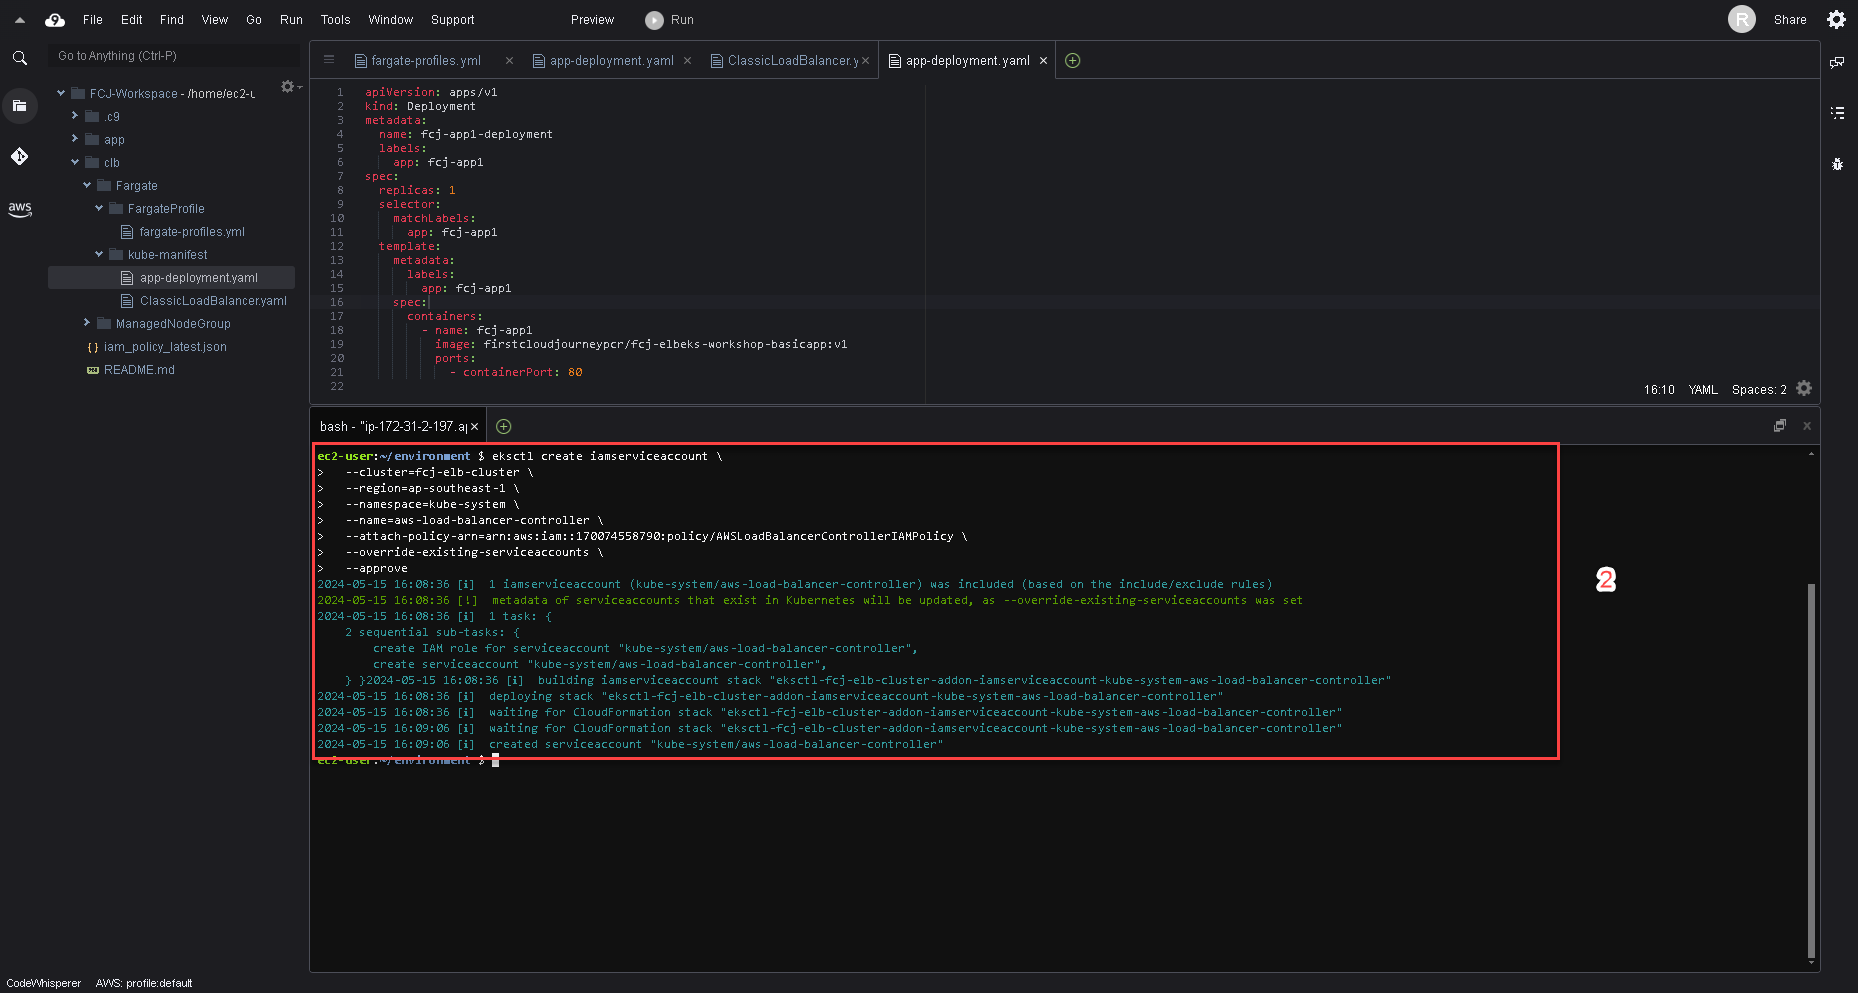 File Edit Find View Go Run Tools Window Support Preview Run R Share
Go to Anything (Ctrl-P)
FCJ-Workspace - /home/ec2-u
.c9
app
clb
Fargate
FargateProfile
fargate-profiles.yml
kube-manifest
app-deployment.yaml
ClassicLoadBalancer.yaml
ManagedNodeGroup
iam_policy_latest.json
README.md
aws
fargate-profiles.yml app-deployment.yaml ClassicLoadBalancer.y app-deployment.yaml
1 apiVersion: apps/v1
2 kind: Deployment
3 metadata:
4 name: fcj-app1-deployment
5 labels:
6 app: fcj-app1
7 spec:
8 replicas: 1
9 selector:
10 matchLabels:
11 app: fcj-app1
12 template:
13 metadata:
14 labels:
15 app: fcj-app1
16 spec:
17 containers:
18 - name: fcj-app1
19 image: firstcloudjourneypcr/fcj-elbeks-workshop-basicapp:v1
20 ports:
21 - containerPort: 80
22
16:10 YAML Spaces: 2
bash - "ip-172-31-2-197.a
ec2-user:~/environment $ eksctl create iamserviceaccount \
> --cluster=fcj-elb-cluster \
> --region=ap-southeast-1 \
> --namespace=kube-system \
> --name=aws-load-balancer-controller \
> --attach-policy-arn=arn:aws:iam::170074558790:policy/AWSLoadBalancerControllerIAMPolicy \
> --override-existing-serviceaccounts \
> --approve
2024-05-15 16:08:36 [ℹ] 1 iamserviceaccount (kube-system/aws-load-balancer-controller) was included (based on the include/exclude rules)
2024-05-15 16:08:36 [!] metadata of serviceaccounts that exist in Kubernetes will be updated, as --override-existing-serviceaccounts was set
2024-05-15 16:08:36 [ℹ] 1 task: {
2 sequential sub-tasks: {
create IAM role for serviceaccount "kube-system/aws-load-balancer-controller",
create serviceaccount "kube-system/aws-load-balancer-controller",
} }2024-05-15 16:08:36 [ℹ] building iamserviceaccount stack "eksctl-fcj-elb-cluster-addon-iamserviceaccount-kube-system-aws-load-balancer-controller"
2024-05-15 16:08:36 [ℹ] deploying stack "eksctl-fcj-elb-cluster-addon-iamserviceaccount-kube-system-aws-load-balancer-controller"
2024-05-15 16:08:36 [ℹ] waiting for CloudFormation stack "eksctl-fcj-elb-cluster-addon-iamserviceaccount-kube-system-aws-load-balancer-controller"
2024-05-15 16:09:06 [ℹ] waiting for CloudFormation stack "eksctl-fcj-elb-cluster-addon-iamserviceaccount-kube-system-aws-load-balancer-controller"
2024-05-15 16:09:06 [ℹ] created serviceaccount "kube-system/aws-load-balancer-controller"
ec2-user:~/environment $
2
CodeWhisperer AWS: profile:default